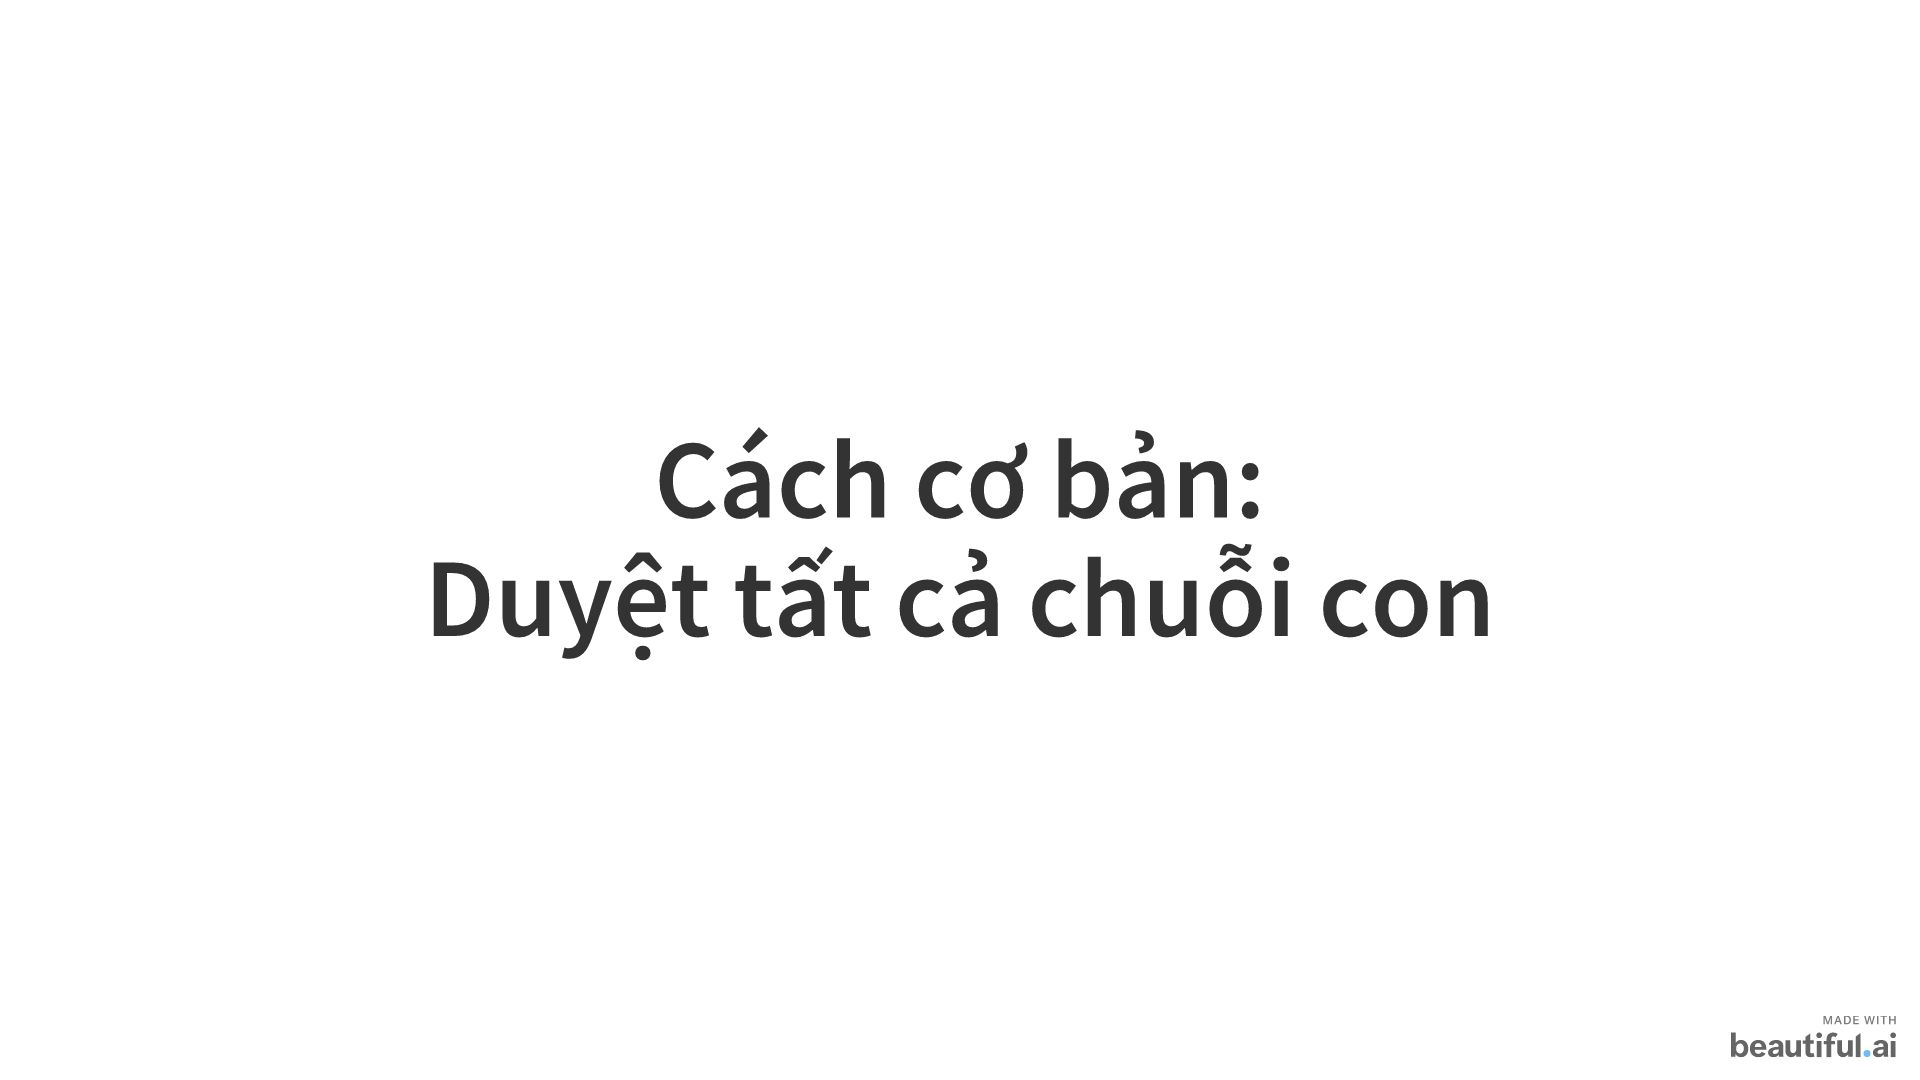 Cách cơ bản:
Duyệt tất cả chuỗi con
MADE WITH
beautiful.ai